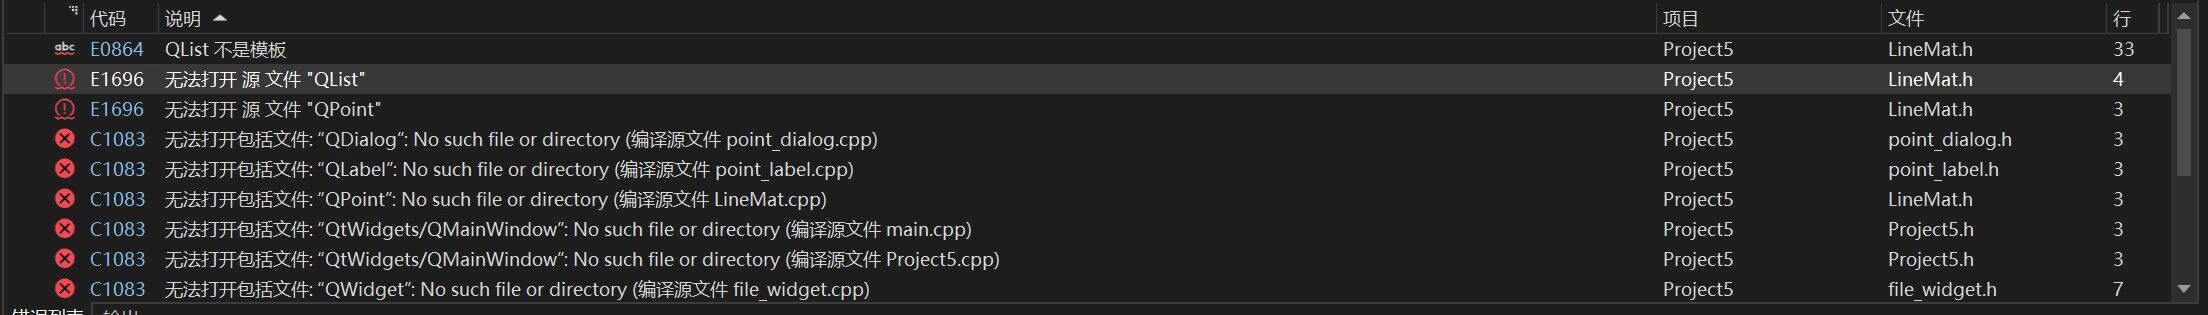 代码 说明 项目 文件 行
abc E0864 QList 不是模板 Project5 LineMat.h 33
E1696 无法打开 源 文件 "QList" Project5 LineMat.h 4
E1696 无法打开 源 文件 "QPoint" Project5 LineMat.h 3
C1083 无法打开包括文件: “QDialog”: No such file or directory (编译源文件 point_dialog.cpp) Project5 point_dialog.h 3
C1083 无法打开包括文件: “QLabel”: No such file or directory (编译源文件 point_label.cpp) Project5 point_label.h 3
C1083 无法打开包括文件: “QPoint”: No such file or directory (编译源文件 LineMat.cpp) Project5 LineMat.h 3
C1083 无法打开包括文件: “QtWidgets/QMainWindow”: No such file or directory (编译源文件 main.cpp) Project5 Project5.h 3
C1083 无法打开包括文件: “QtWidgets/QMainWindow”: No such file or directory (编译源文件 Project5.cpp) Project5 Project5.h 3
C1083 无法打开包括文件: “QWidget”: No such file or directory (编译源文件 file_widget.cpp) Project5 file_widget.h 7